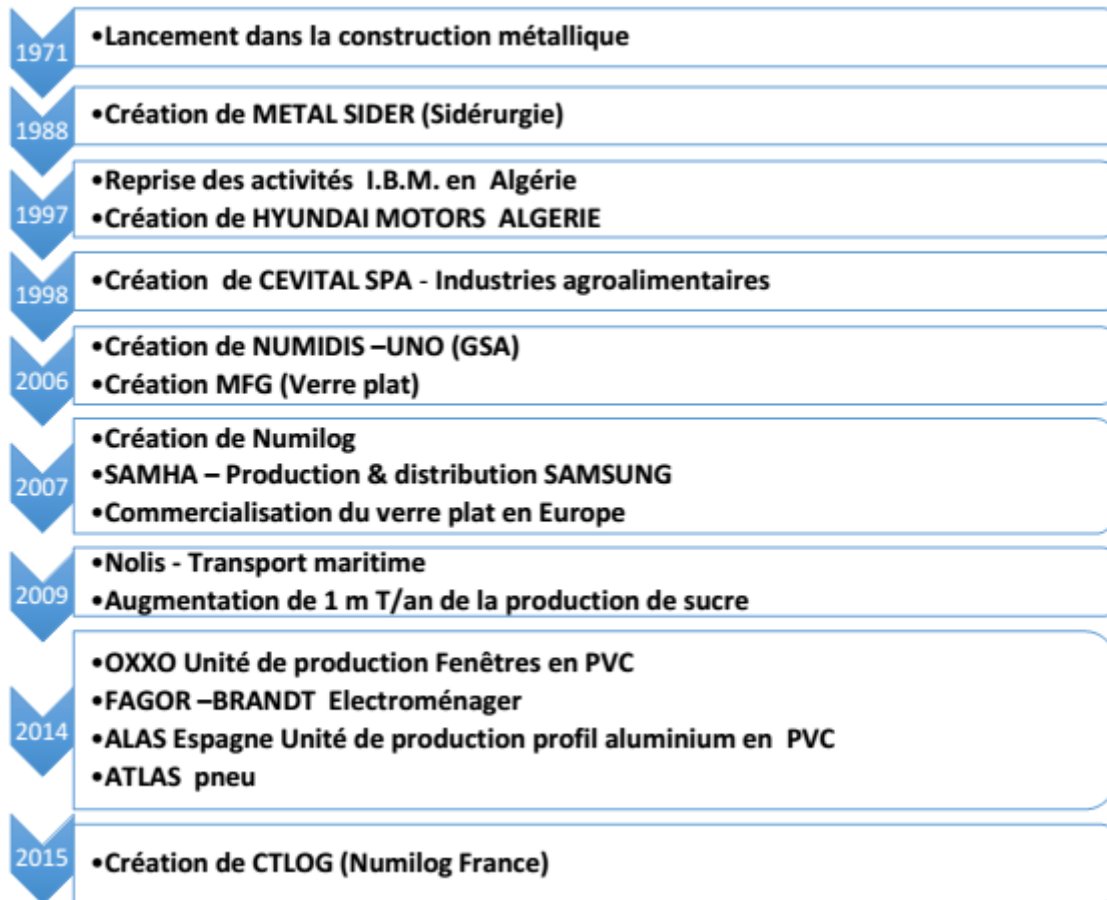 1971
•Lancement dans la construction métallique
1988
•Création de METAL SIDER (Sidérurgie)
1997
•Reprise des activités I.B.M. en Algérie
•Création de HYUNDAI MOTORS ALGERIE
1998
•Création de CEVITAL SPA - Industries agroalimentaires
2006
•Création de NUMIDIS –UNO (GSA)
•Création MFG (Verre plat)
2007
•Création de Numilog
•SAMHA – Production & distribution SAMSUNG
•Commercialisation du verre plat en Europe
2009
•Nolis - Transport maritime
•Augmentation de 1 m T/an de la production de sucre
2014
•OXXO Unité de production Fenêtres en PVC
•FAGOR –BRANDT Electroménager
•ALAS Espagne Unité de production profil aluminium en PVC
•ATLAS pneu
2015
•Création de CTLOG (Numilog France)